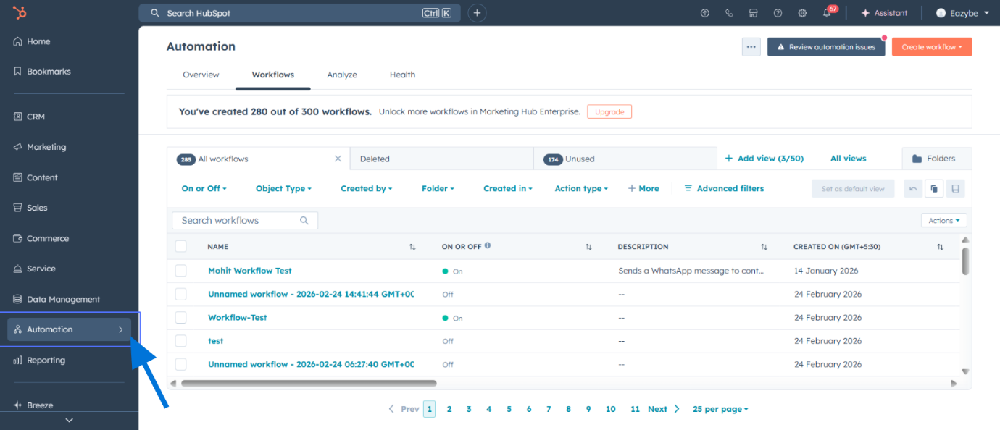 Search HubSpot
Ctrl K
67
Assistant
Eazybe
Home
Bookmarks
CRM
Marketing
Content
Sales
Commerce
Service
Data Management
Automation
Reporting
Breeze
Automation
Review automation issues
Create workflow
Overview Workflows Analyze Health
You've created 280 out of 300 workflows. Unlock more workflows in Marketing Hub Enterprise. Upgrade
285 All workflows Deleted 174 Unused + Add view (3/50) All views Folders
On or Off Object Type Created by Folder Created in Action type + More Advanced filters Set as default view
Search workflows Actions
NAME ON OR OFF DESCRIPTION CREATED ON (GMT+5:30)
Mohit Workflow Test On Sends a WhatsApp message to cont... 14 January 2026
Unnamed workflow - 2026-02-24 14:41:44 GMT+00 Off -- 24 February 2026
Workflow-Test On -- 24 February 2026
test Off -- 24 February 2026
Unnamed workflow - 2026-02-24 06:27:40 GMT+00 Off -- 24 February 2026
Prev 1 2 3 4 5 6 7 8 9 10 11 Next 25 per page